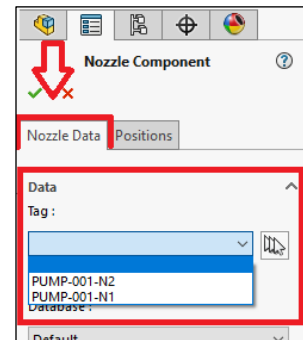 Nozzle Component
Nozzle Data Positions
Data
Tag :
PUMP-001-N2
PUMP-001-N1
Database :
Default